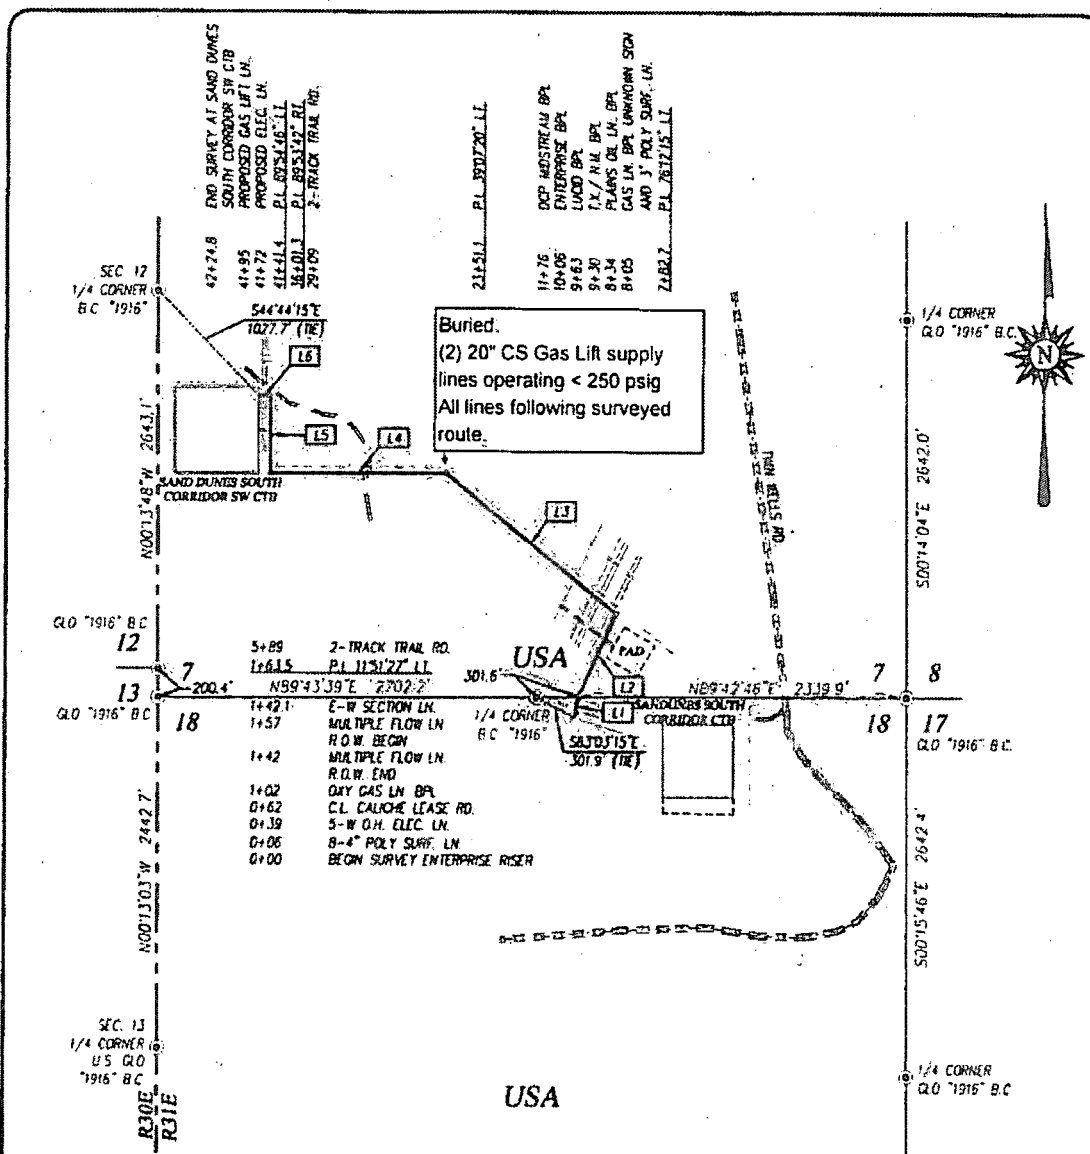 42+24.8 END SURVEY AT SAND DUNES
SOUTH CORRIDOR SW CTB
41+95 PROPOSED GAS LIFT LN.
41+72 PROPOSED ELEC. LN.
41+41.4 P.I. 89°54'46" LT.
36+01.3 P.I. 89°53'42" RT.
29+09 2-TRACK TRAIL RD.
P.I. 39°07'20" LT.
11+76 DCP MIDSTREAM BPL
10+06 ENTERPRISE BPL
9+63 LUCID BPL
9+30 T.X./ N.M. BPL
8+34 PLAINS OIL LN. BPL
8+05 GAS LN. BPL UNKNOWN SIGN
AND 3" POLY SURF. LN.
7+82.7 P.I. 76°12'15" LT.
SEC. 12
1/4 CORNER
B.C. "1916"
S44°44'15"E
1027.7' (TIE)
L6
L5
L4
SAND DUNES SOUTH
CORRIDOR SW CTB
Buried.
(2) 20" CS Gas Lift supply
lines operating < 250 psig
All lines following surveyed
route.
L3
TWIN WELLS RD
1/4 CORNER
GLO "1916" B.C.
N
N00°13'48"W 2643.1'
S00°14'04"E 2642.0'
GLO "1916" B.C.
12
7
13
18
200.4'
GLO "1916" B.C.
5+89 2-TRACK TRAIL RD.
1+63.5 P.I. 11°51'27" LT.
N89°43'39"E 2702.2'
1+42.1 E-W SECTION LN.
1+57 MULTIPLE FLOW LN
R.O.W. BEGIN
1+42 MULTIPLE FLOW LN.
R.O.W. END
1+02 OXY GAS LN BPL
0+62 C.L. CALICHE LEASE RD.
0+39 5-W O.H. ELEC. LN.
0+06 8-4" POLY SURF. LN
0+00 BEGIN SURVEY ENTERPRISE RISER
USA
PAD
301.6'
L2
L1
1/4 CORNER
B.C. "1916"
S83°03'15"E
301.9' (TIE)
N89°42'46"E 2339.9'
SANDUNES SOUTH
CORRIDOR CTB
7
8
18
17
GLO "1916" B.C.
N00°13'03"W 2442.7'
S00°15'46"E 2642.4'
SEC. 13
1/4 CORNER
U.S. GLO
"1916" B.C.
R30E
R31E
USA
1/4 CORNER
GLO "1916" B.C.